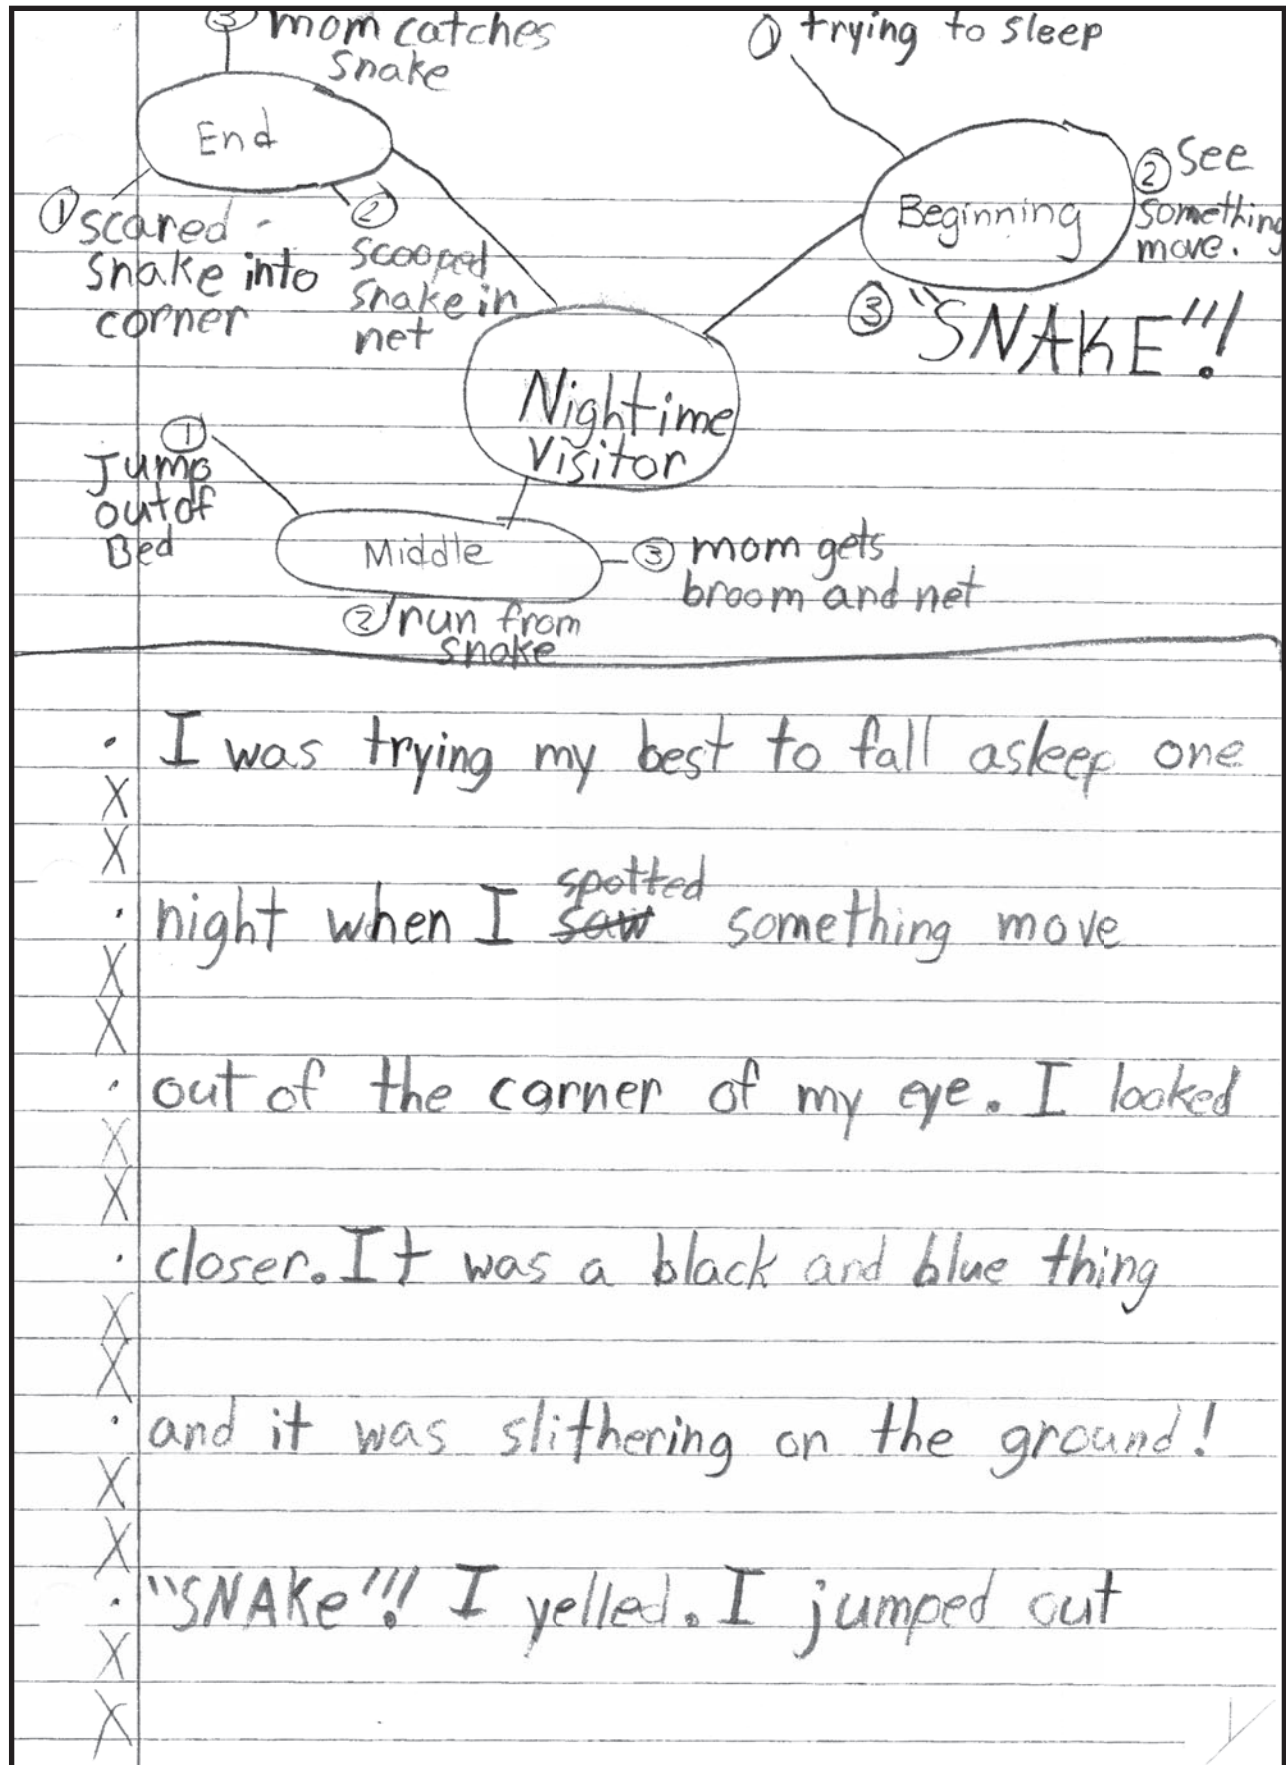 ③ mom catches
snake
End
① scared
snake into
corner
②
scooped
snake in
net
① trying to sleep
Beginning
② see
something
move.
③ "SNAKE"!!!
Nightime
Visitor
①
Jump
out of
Bed
Middle
② run from
snake
③ mom gets
broom and net
· I was trying my best to fall asleep one
X
X
spotted
· night when I saw something move
X
X
· out of the corner of my eye. I looked
X
X
· closer. It was a black and blue thing
X
X
· and it was slithering on the ground!
X
X
· "SNAKe"!!! I yelled. I jumped out
X
X
1